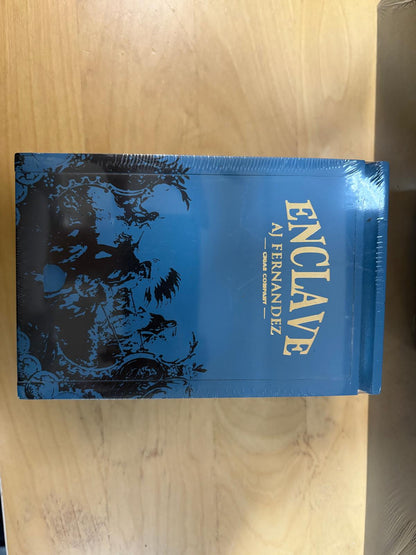 ENCLAVE
AJ FERNANDEZ
CIGAR COMPANY